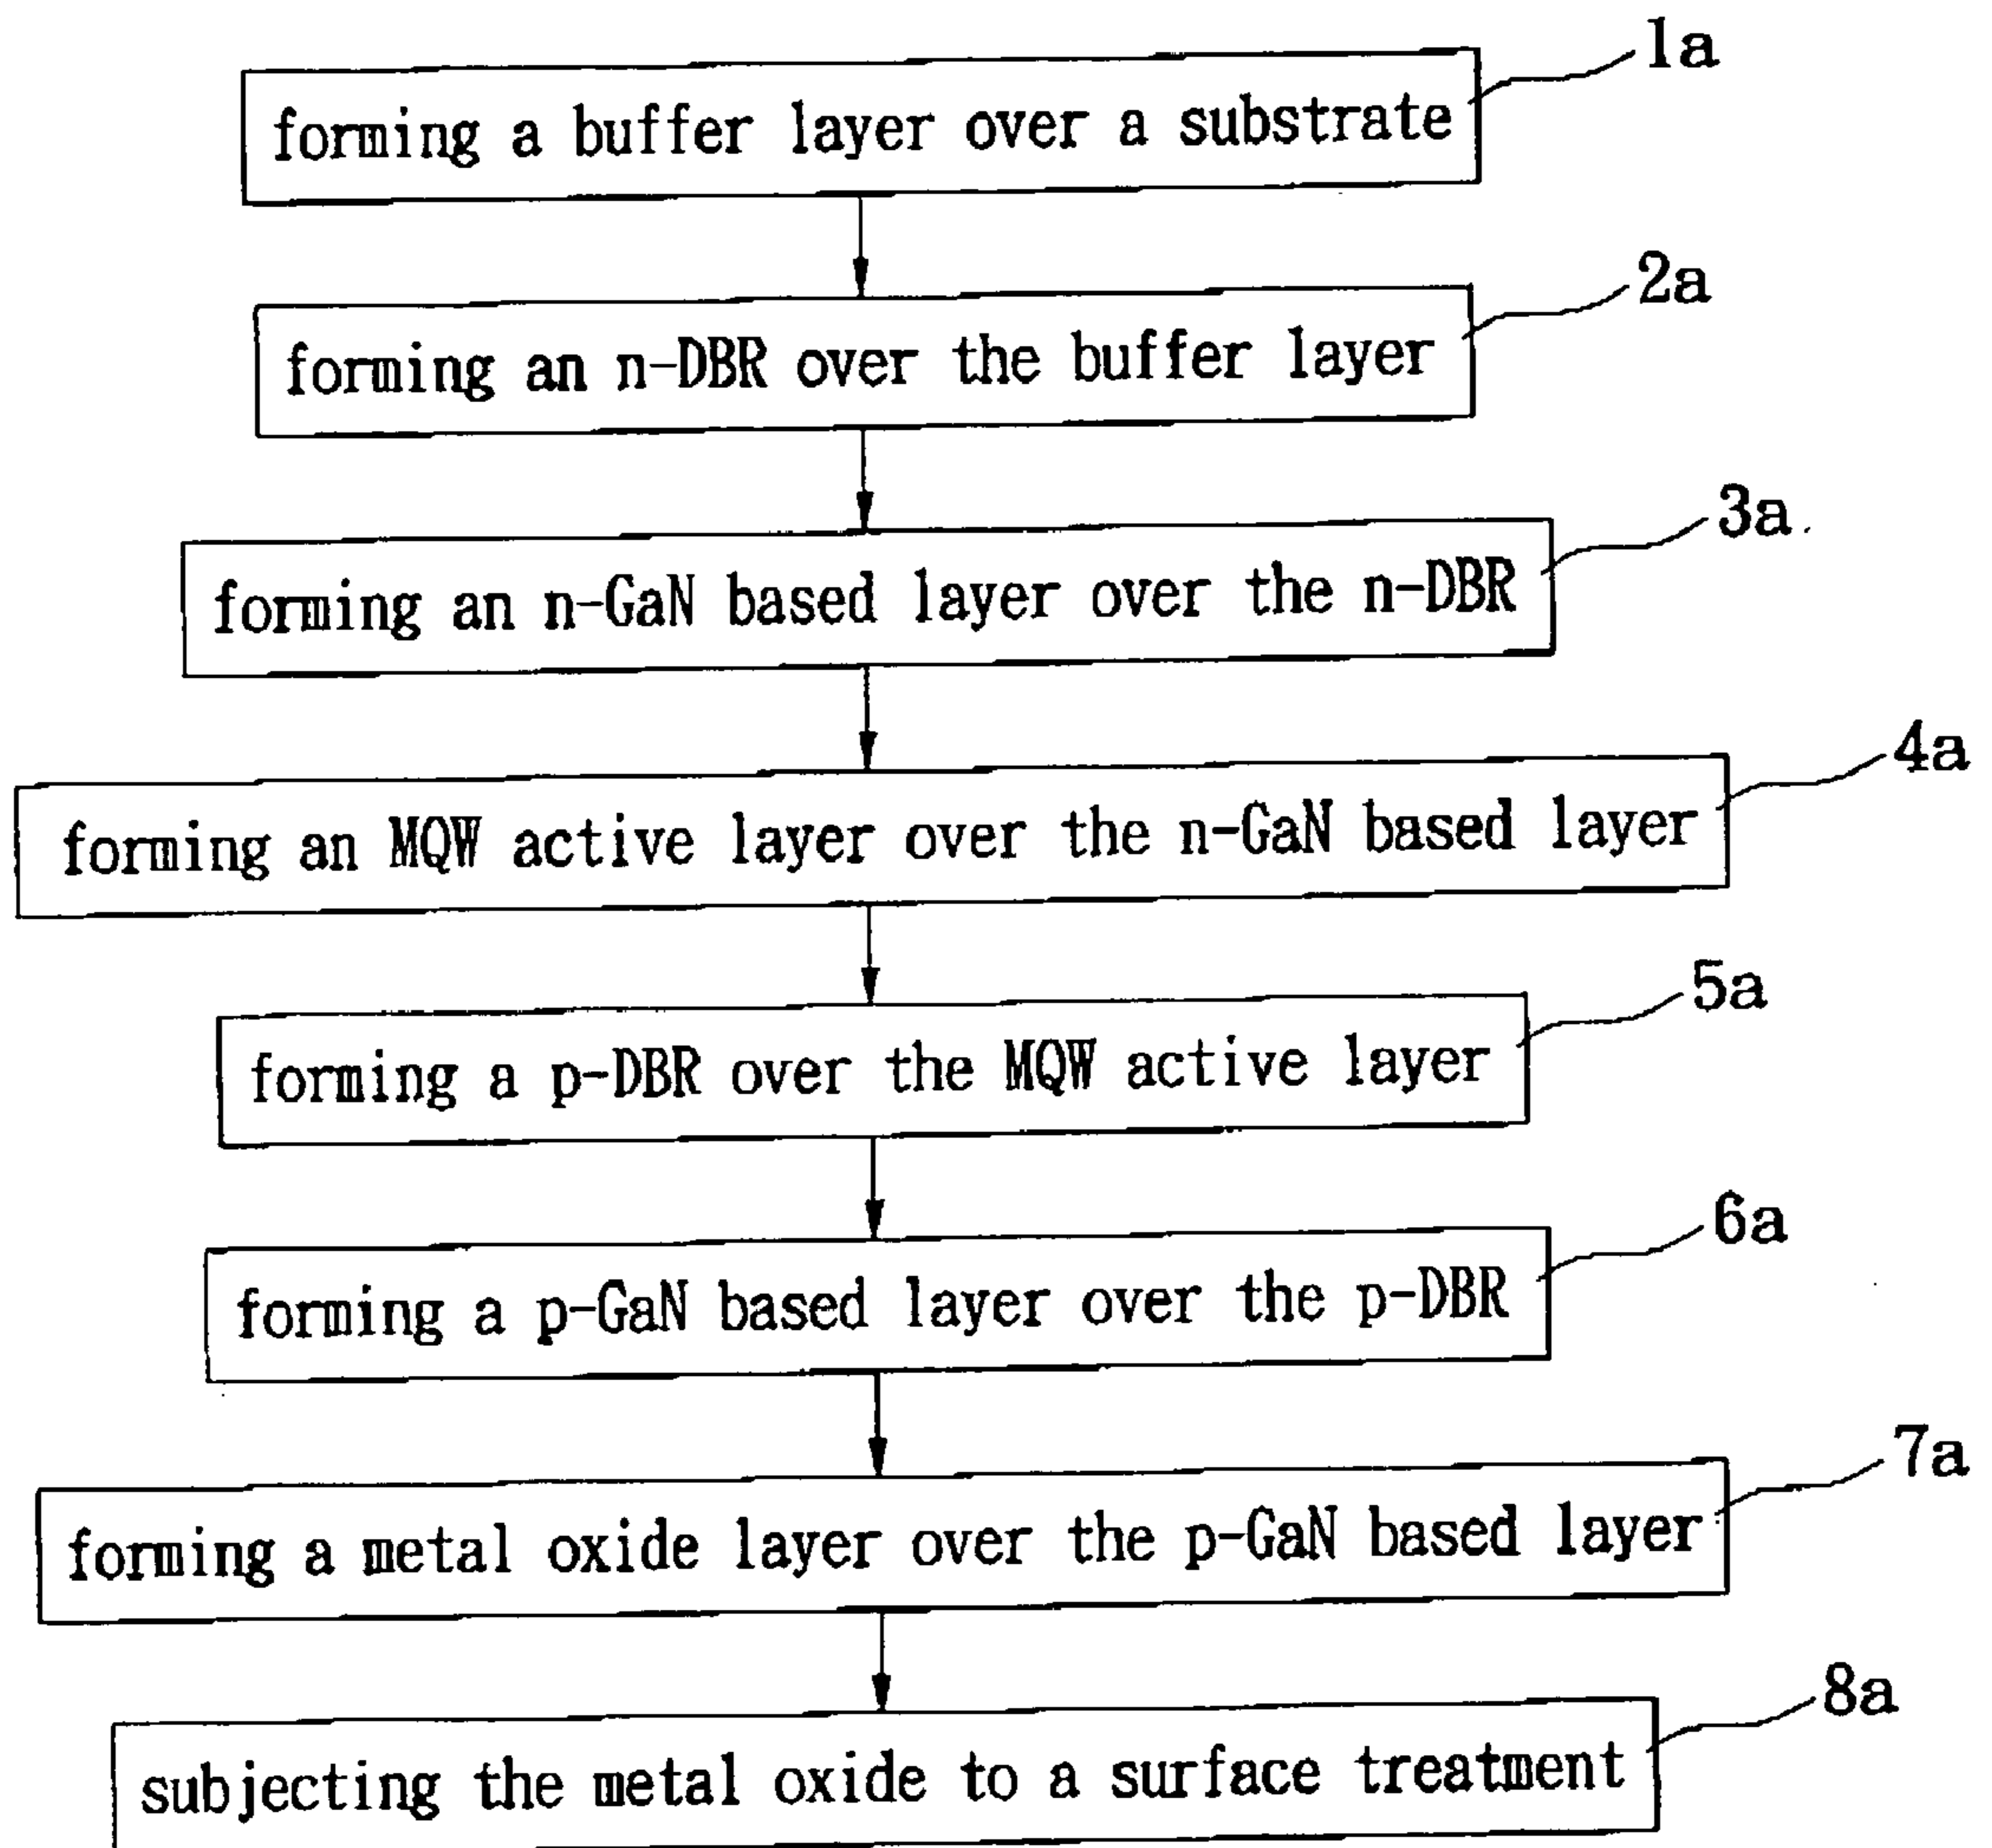 1a
forming a buffer layer over a substrate
2a
forming an n-DBR over the buffer layer
3a
forming an n-GaN based layer over the n-DBR
4a
forming an MQW active layer over the n-GaN based layer
5a
forming a p-DBR over the MQW active layer
6a
forming a p-GaN based layer over the p-DBR
7a
forming a metal oxide layer over the p-GaN based layer
8a
subjecting the metal oxide to a surface treatment